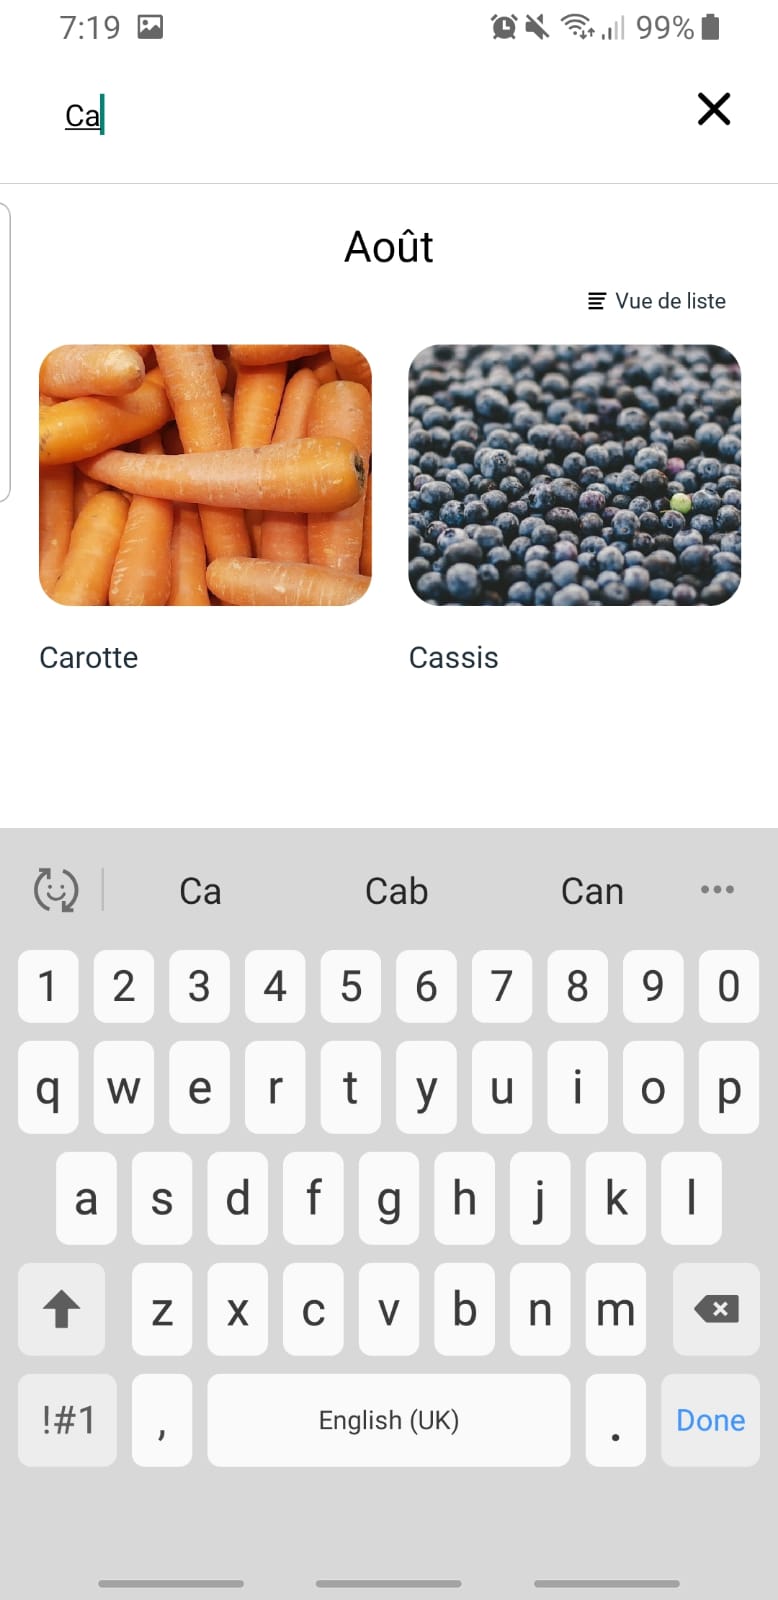 7:19 99%
Ca
Août
Vue de liste
Carotte Cassis
Ca Cab Can
1 2 3 4 5 6 7 8 9 0
q w e r t y u i o p
a s d f g h j k l
z x c v b n m
!#1 , English (UK) . Done